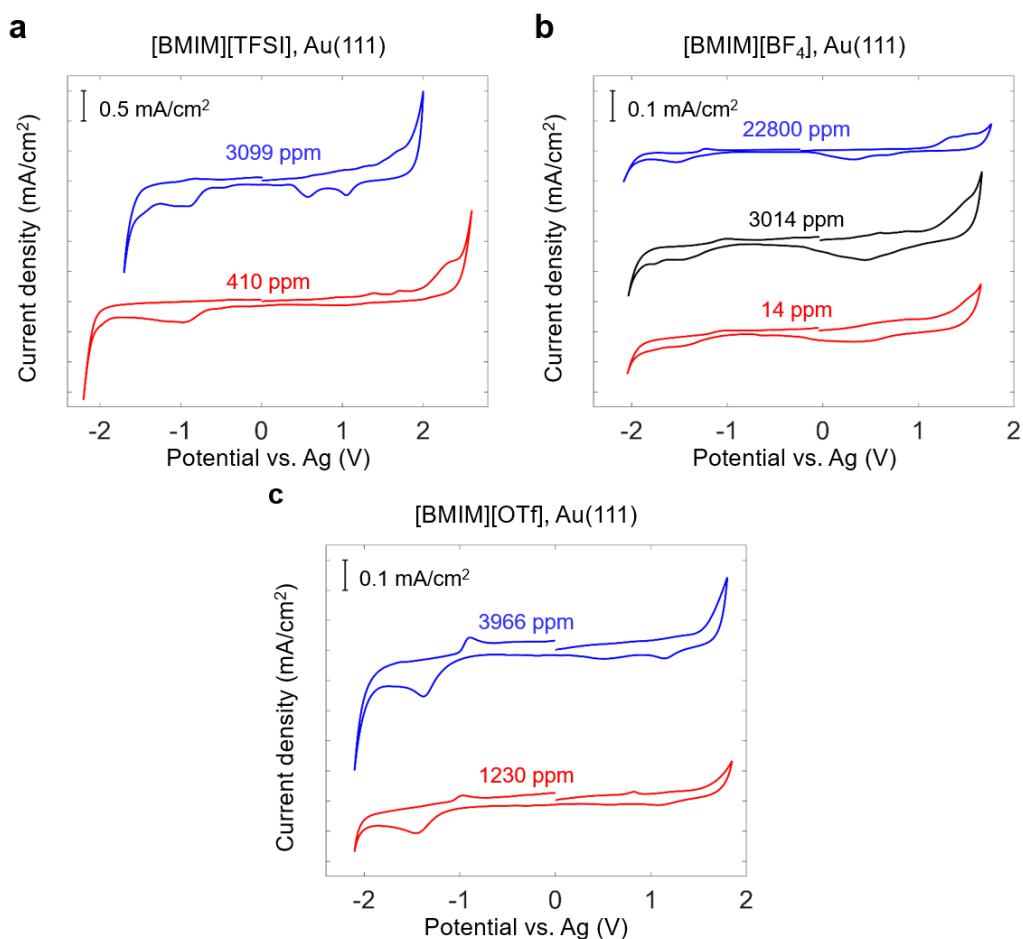 a
[BMIM][TFSI], Au(111)
0.5 mA/cm²
3099 ppm
410 ppm
Current density (mA/cm²)
-2 -1 0 1 2
Potential vs. Ag (V)
b
[BMIM][BF₄], Au(111)
0.1 mA/cm²
22800 ppm
3014 ppm
14 ppm
Current density (mA/cm²)
-2 -1 0 1 2
Potential vs. Ag (V)
c
[BMIM][OTf], Au(111)
0.1 mA/cm²
3966 ppm
1230 ppm
Current density (mA/cm²)
-2 -1 0 1 2
Potential vs. Ag (V)